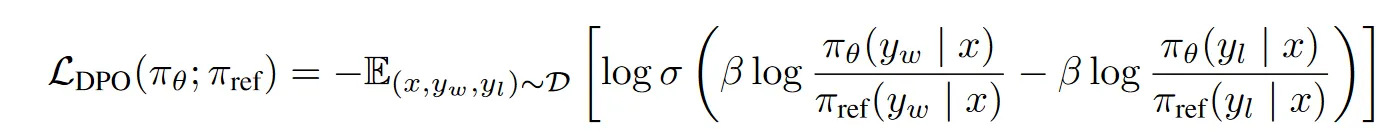 $\mathcal{L}_{\text{DPO}}(\pi_\theta; \pi_{\text{ref}}) = -\mathbb{E}_{(x, y_w, y_l) \sim \mathcal{D}} \left[ \log \sigma \left( \beta \log \frac{\pi_\theta(y_w \mid x)}{\pi_{\text{ref}}(y_w \mid x)} - \beta \log \frac{\pi_\theta(y_l \mid x)}{\pi_{\text{ref}}(y_l \mid x)} \right) \right]$